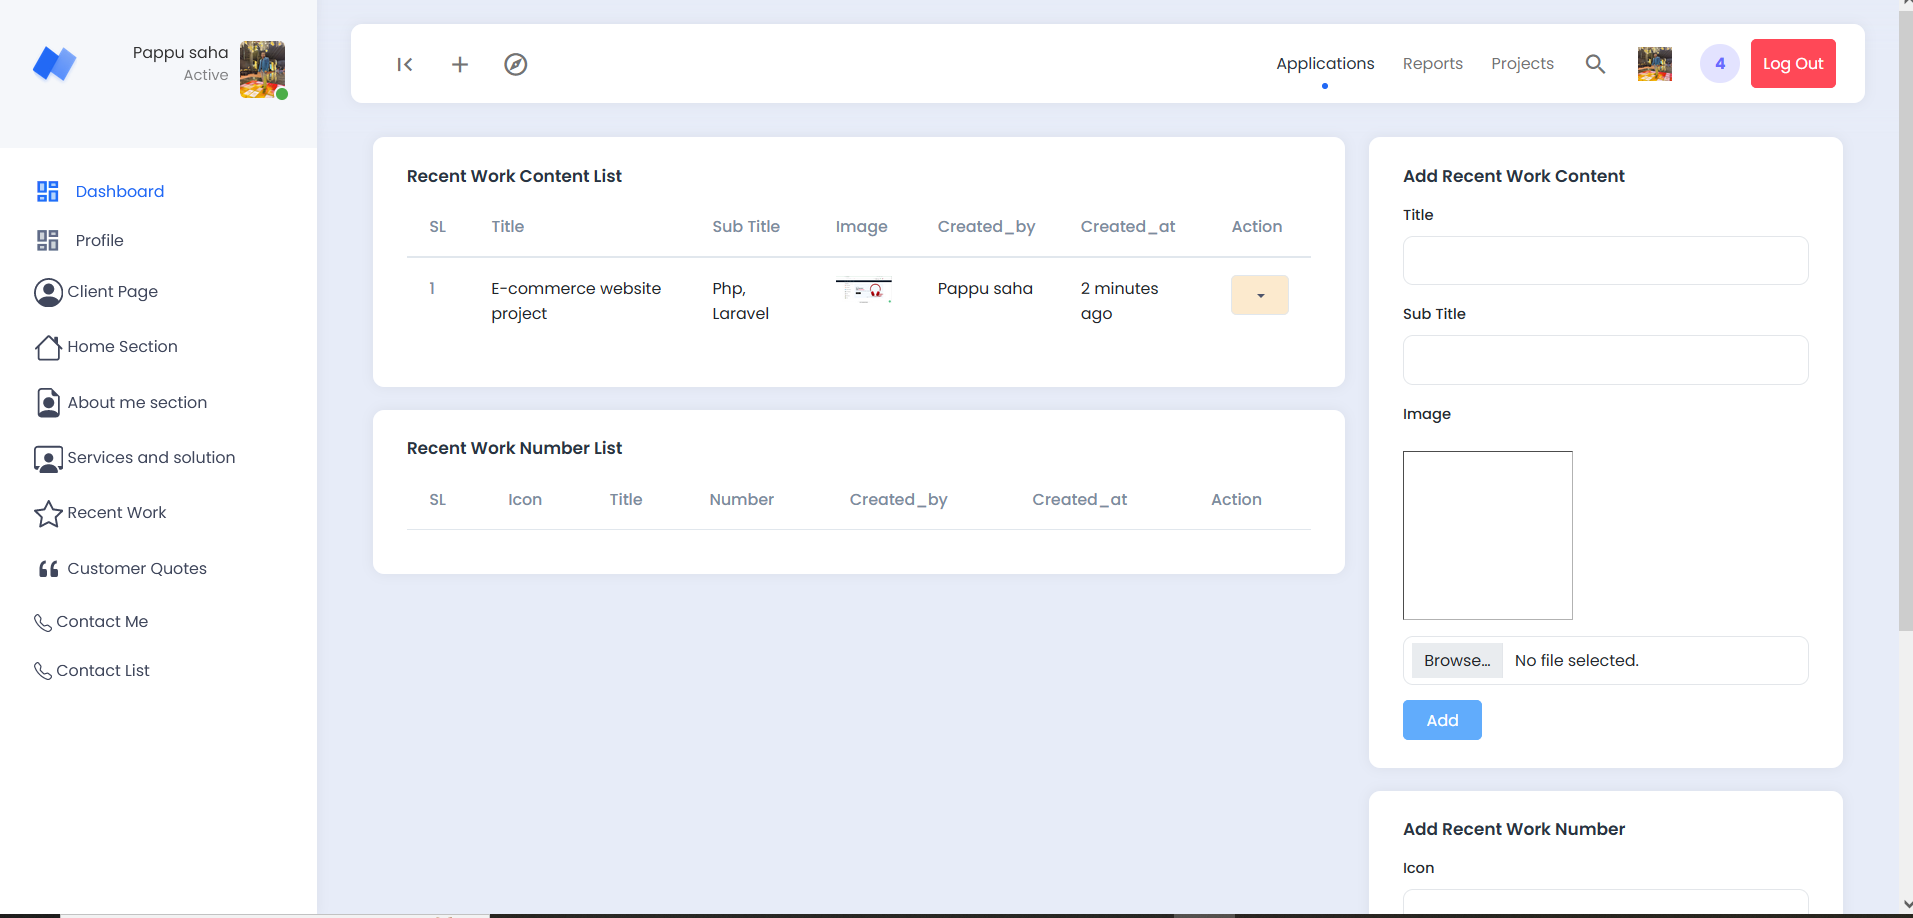 Pappu saha
Active
Applications
Reports
Projects
4
Log Out
Dashboard
Profile
Client Page
Home Section
About me section
Services and solution
Recent Work
Customer Quotes
Contact Me
Contact List
Recent Work Content List
SL Title Sub Title Image Created_by Created_at Action
1 E-commerce website Php, Pappu saha 2 minutes
project Laravel ago
Recent Work Number List
SL Icon Title Number Created_by Created_at Action
Add Recent Work Content
Title
Sub Title
Image
Browse... No file selected.
Add
Add Recent Work Number
Icon